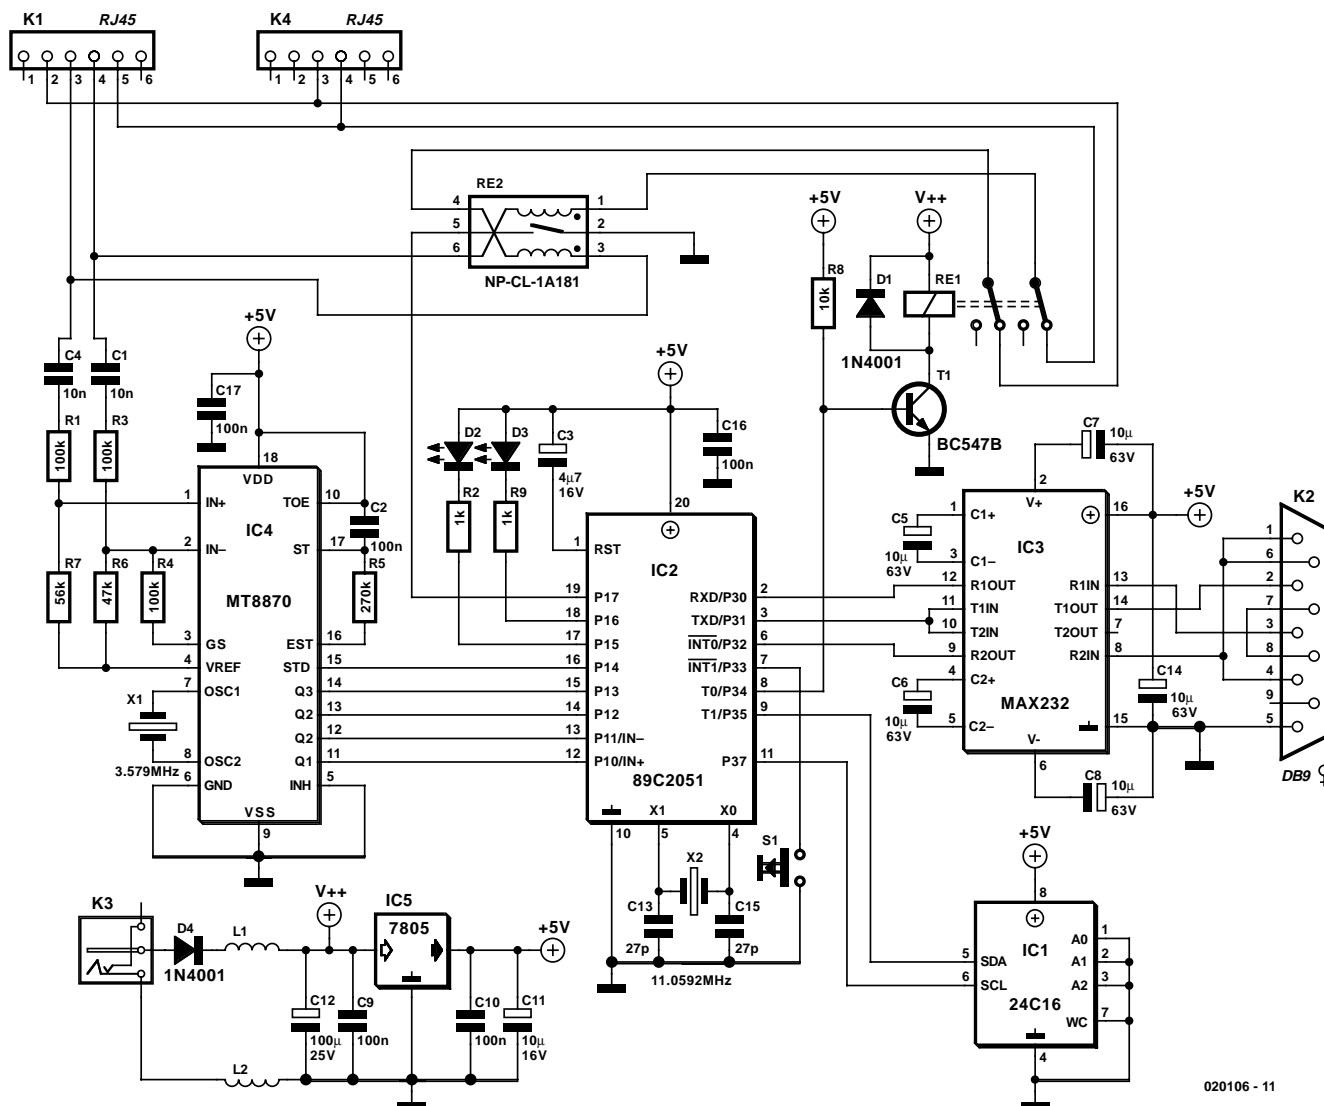 K1 RJ45
K4 RJ45
1 2 3 4 5 6
1 2 3 4 5 6
RE2
4 1
5 2
6 3
NP-CL-1A181
+5V
V++
R8
10k
D1
RE1
1N4001
T1
BC547B
+5V
C4
10n
C1
10n
C17
100n
R1
100k
R3
100k
18
VDD
1 IN+ TOE 10
IC4
2 IN– ST 17
C2
100n
R7
56k
R6
47k
R4
100k
R5
270k
MT8870
3 GS EST 16
4 VREF STD 15
7 OSC1 Q3 14
Q2 13
Q2 12
8 OSC2 Q1 11
6 GND INH 5
VSS
9
X1
3.579MHz
+5V
D2
D3
C3
4µ7
16V
C16
100n
R2
1k
R9
1k
20
1 RST
IC2
19 P17 RXD/P30 2
18 P16 TXD/P31 3
17 P15 INT0/P32 6
16 P14 INT1/P33 7
15 P13 T0/P34 8
14 P12 T1/P35 9
13 P11/IN–
12 P10/IN+ P37 11
89C2051
X1 X0
10 5 4
X2
C13
27p
C15
27p
11.0592MHz
S1
C7
10µ
63V
2
V+
1 C1+ 16
+5V
C5
10µ
63V
IC3
3 C1–
12 R1OUT R1IN 13
11 T1IN T1OUT 14
10 T2IN T2OUT 7
9 R2OUT R2IN 8
4 C2+
MAX232
C6
10µ
63V
5 C2– 15
V-
6
C14
10µ
63V
C8
10µ
63V
K2
1
6
2
7
3
8
4
9
5
DB9 ♀
K3
D4
1N4001
L1
V++
IC5
7805
+5V
C12
100µ
25V
C9
100n
C10
100n
C11
10µ
16V
L2
+5V
8
IC1
5 SDA A0 1
6 SCL A1 2
A2 3
24C16
WC 7
4
020106 - 11